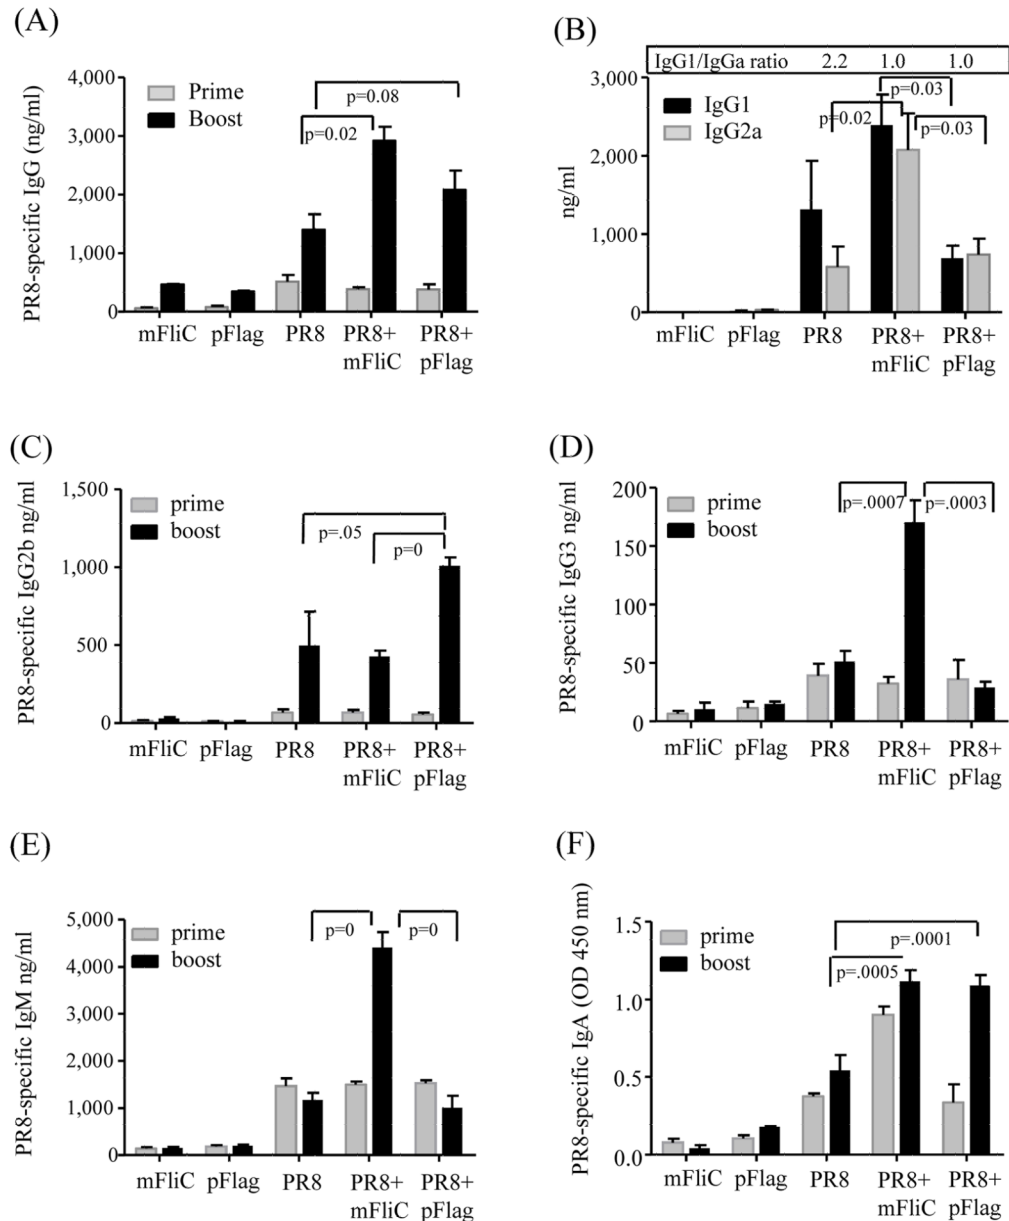 (A)
4,000
3,000
2,000
1,000
0
PR8-specific IgG (ng/ml)
Prime
Boost
p=0.08
p=0.02
mFliC pFlag PR8 PR8+ PR8+
mFliC pFlag
(B)
IgG1/IgGa ratio 2.2 1.0 1.0
3,000
2,000
1,000
0
ng/ml
IgG1
IgG2a
p=0.03
p=0.02
p=0.03
mFliC pFlag PR8 PR8+ PR8+
mFliC pFlag
(C)
1,500
1,000
500
0
PR8-specific IgG2b ng/ml
prime
boost
p=.05
p=0
mFliC pFlag PR8 PR8+ PR8+
mFliC pFlag
(D)
200
150
100
50
0
PR8-specific IgG3 ng/ml
prime
boost
p=.0007 p=.0003
mFliC pFlag PR8 PR8+ PR8+
mFliC pFlag
(E)
5,000
4,000
3,000
2,000
1,000
0
PR8-specific IgM ng/ml
prime
boost
p=0 p=0
mFliC pFlag PR8 PR8+ PR8+
mFliC pFlag
(F)
1.5
1.0
0.5
0.0
PR8-specific IgA (OD 450 nm)
prime
boost
p=.0001
p=.0005
mFliC pFlag PR8 PR8+ PR8+
mFliC pFlag